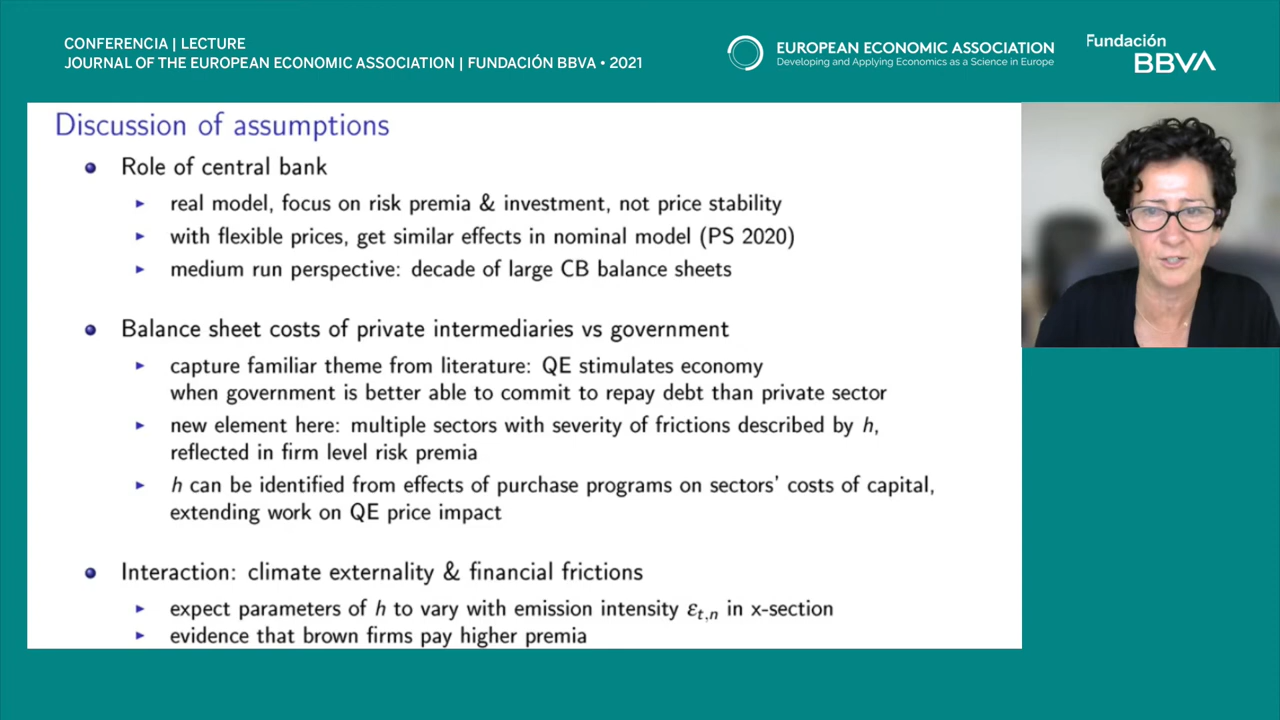 CONFERENCIA | LECTURE
JOURNAL OF THE EUROPEAN ECONOMIC ASSOCIATION | FUNDACIÓN BBVA • 2021
EUROPEAN ECONOMIC ASSOCIATION
Developing and Applying Economics as a Science in Europe
Fundación
BBVA
Discussion of assumptions
Role of central bank
real model, focus on risk premia & investment, not price stability
with flexible prices, get similar effects in nominal model (PS 2020)
medium run perspective: decade of large CB balance sheets
Balance sheet costs of private intermediaries vs government
capture familiar theme from literature: QE stimulates economy
when government is better able to commit to repay debt than private sector
new element here: multiple sectors with severity of frictions described by h,
reflected in firm level risk premia
h can be identified from effects of purchase programs on sectors' costs of capital,
extending work on QE price impact
Interaction: climate externality & financial frictions
expect parameters of h to vary with emission intensity ε_{t,n} in x-section
evidence that brown firms pay higher premia